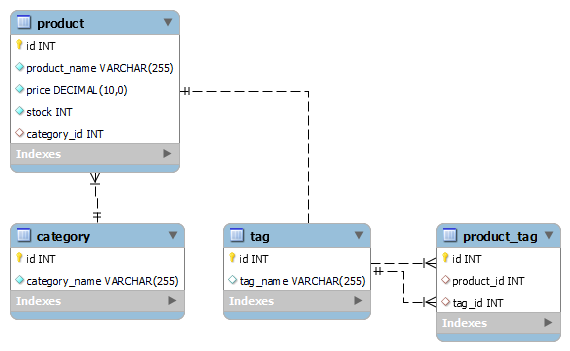 product
id INT
product_name VARCHAR(255)
price DECIMAL(10,0)
stock INT
category_id INT
Indexes
category
id INT
category_name VARCHAR(255)
Indexes
tag
id INT
tag_name VARCHAR(255)
Indexes
product_tag
id INT
product_id INT
tag_id INT
Indexes